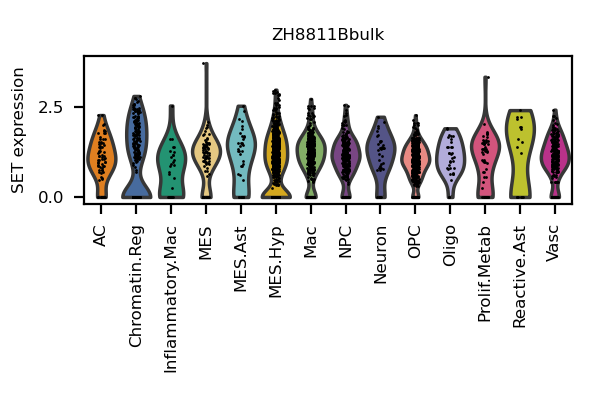 ZH8811Bbulk
SET expression
2.5
0.0
AC
Chromatin.Reg
Inflammatory.Mac
MES
MES.Ast
MES.Hyp
Mac
NPC
Neuron
OPC
Oligo
Prolif.Metab
Reactive.Ast
Vasc